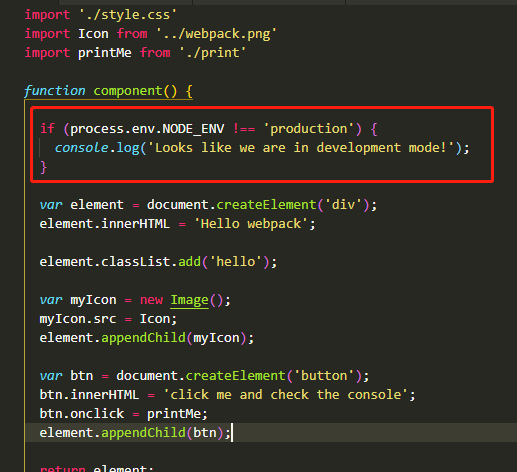 import './style.css'
import Icon from '../webpack.png'
import printMe from './print'
function component() {
if (process.env.NODE_ENV !== 'production') {
console.log('Looks like we are in development mode!');
}
var element = document.createElement('div');
element.innerHTML = 'Hello webpack';
element.classList.add('hello');
var myIcon = new Image();
myIcon.src = Icon;
element.appendChild(myIcon);
var btn = document.createElement('button');
btn.innerHTML = 'click me and check the console';
btn.onclick = printMe;
element.appendChild(btn);
return element;